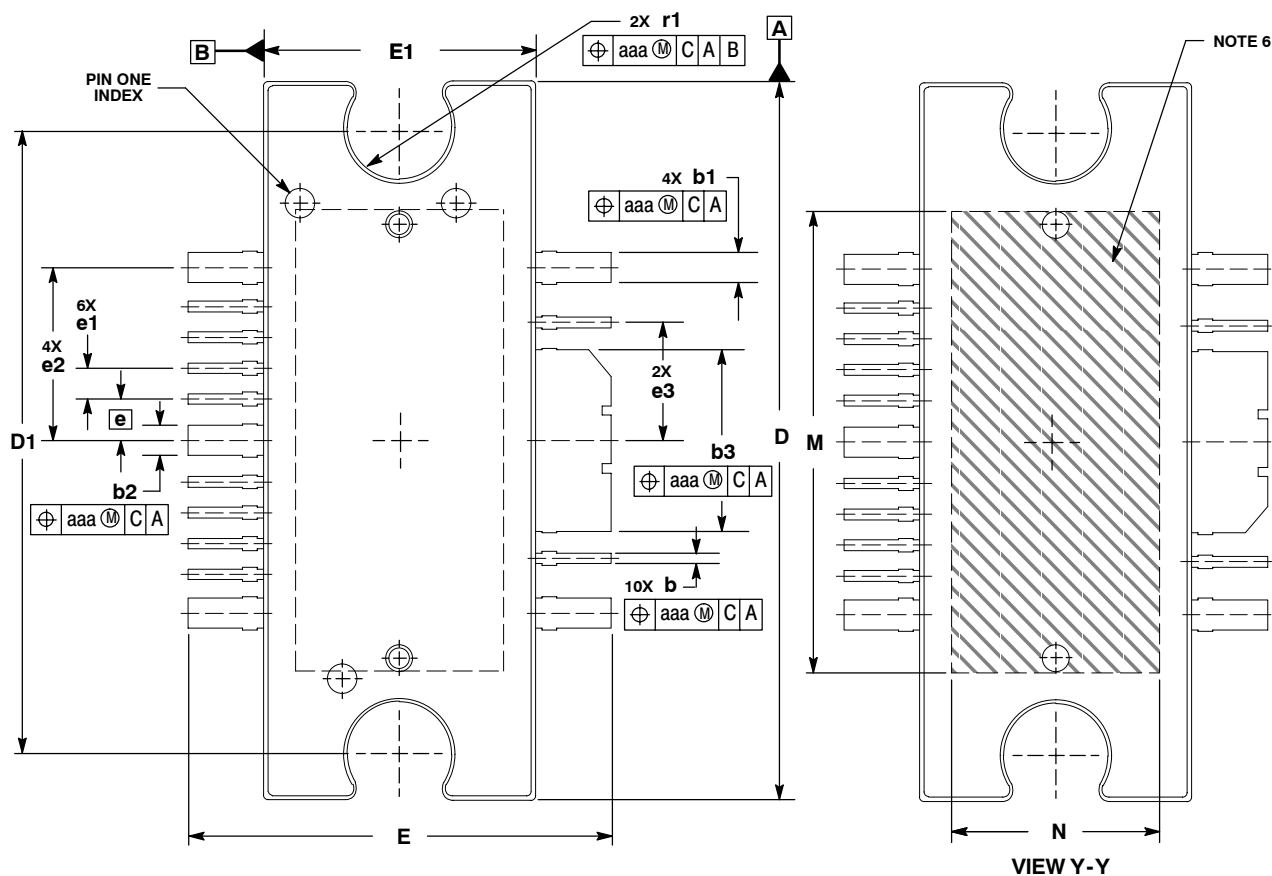 2X r1
⌖ aaa Ⓜ C A B
B
E1
A
NOTE 6
PIN ONE
INDEX
4X b1
⌖ aaa Ⓜ C A
6X
e1
4X
e2
2X
e3
e
D1
D
M
b3
⌖ aaa Ⓜ C A
b2
⌖ aaa Ⓜ C A
10X b
⌖ aaa Ⓜ C A
E
N
VIEW Y-Y